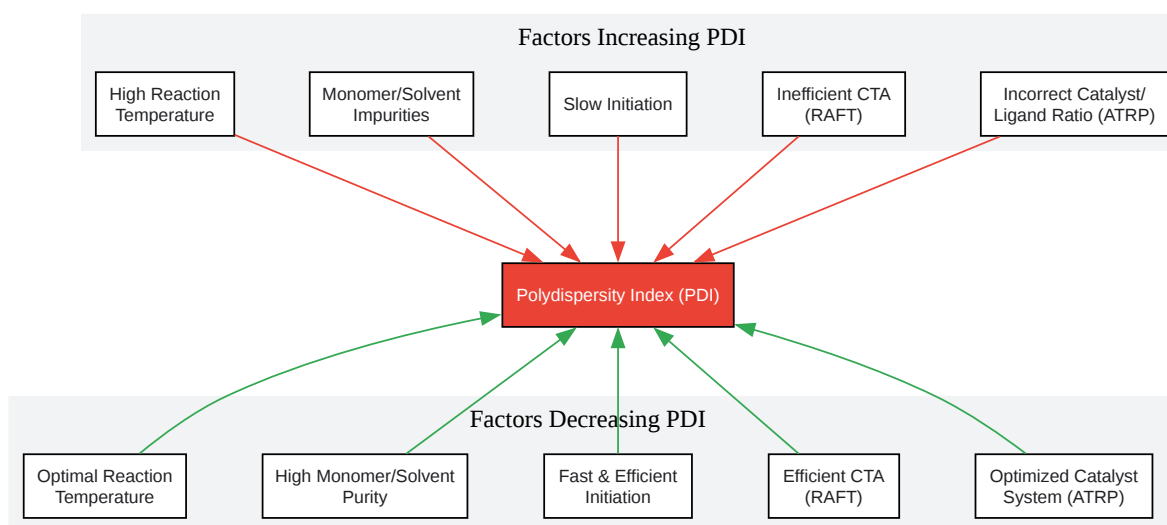 Factors Increasing PDI
High Reaction
Temperature
Monomer/Solvent
Impurities
Slow Initiation
Inefficient CTA
(RAFT)
Incorrect Catalyst/
Ligand Ratio (ATRP)
Polydispersity Index (PDI)
Factors Decreasing PDI
Optimal Reaction
Temperature
High Monomer/Solvent
Purity
Fast & Efficient
Initiation
Efficient CTA
(RAFT)
Optimized Catalyst
System (ATRP)